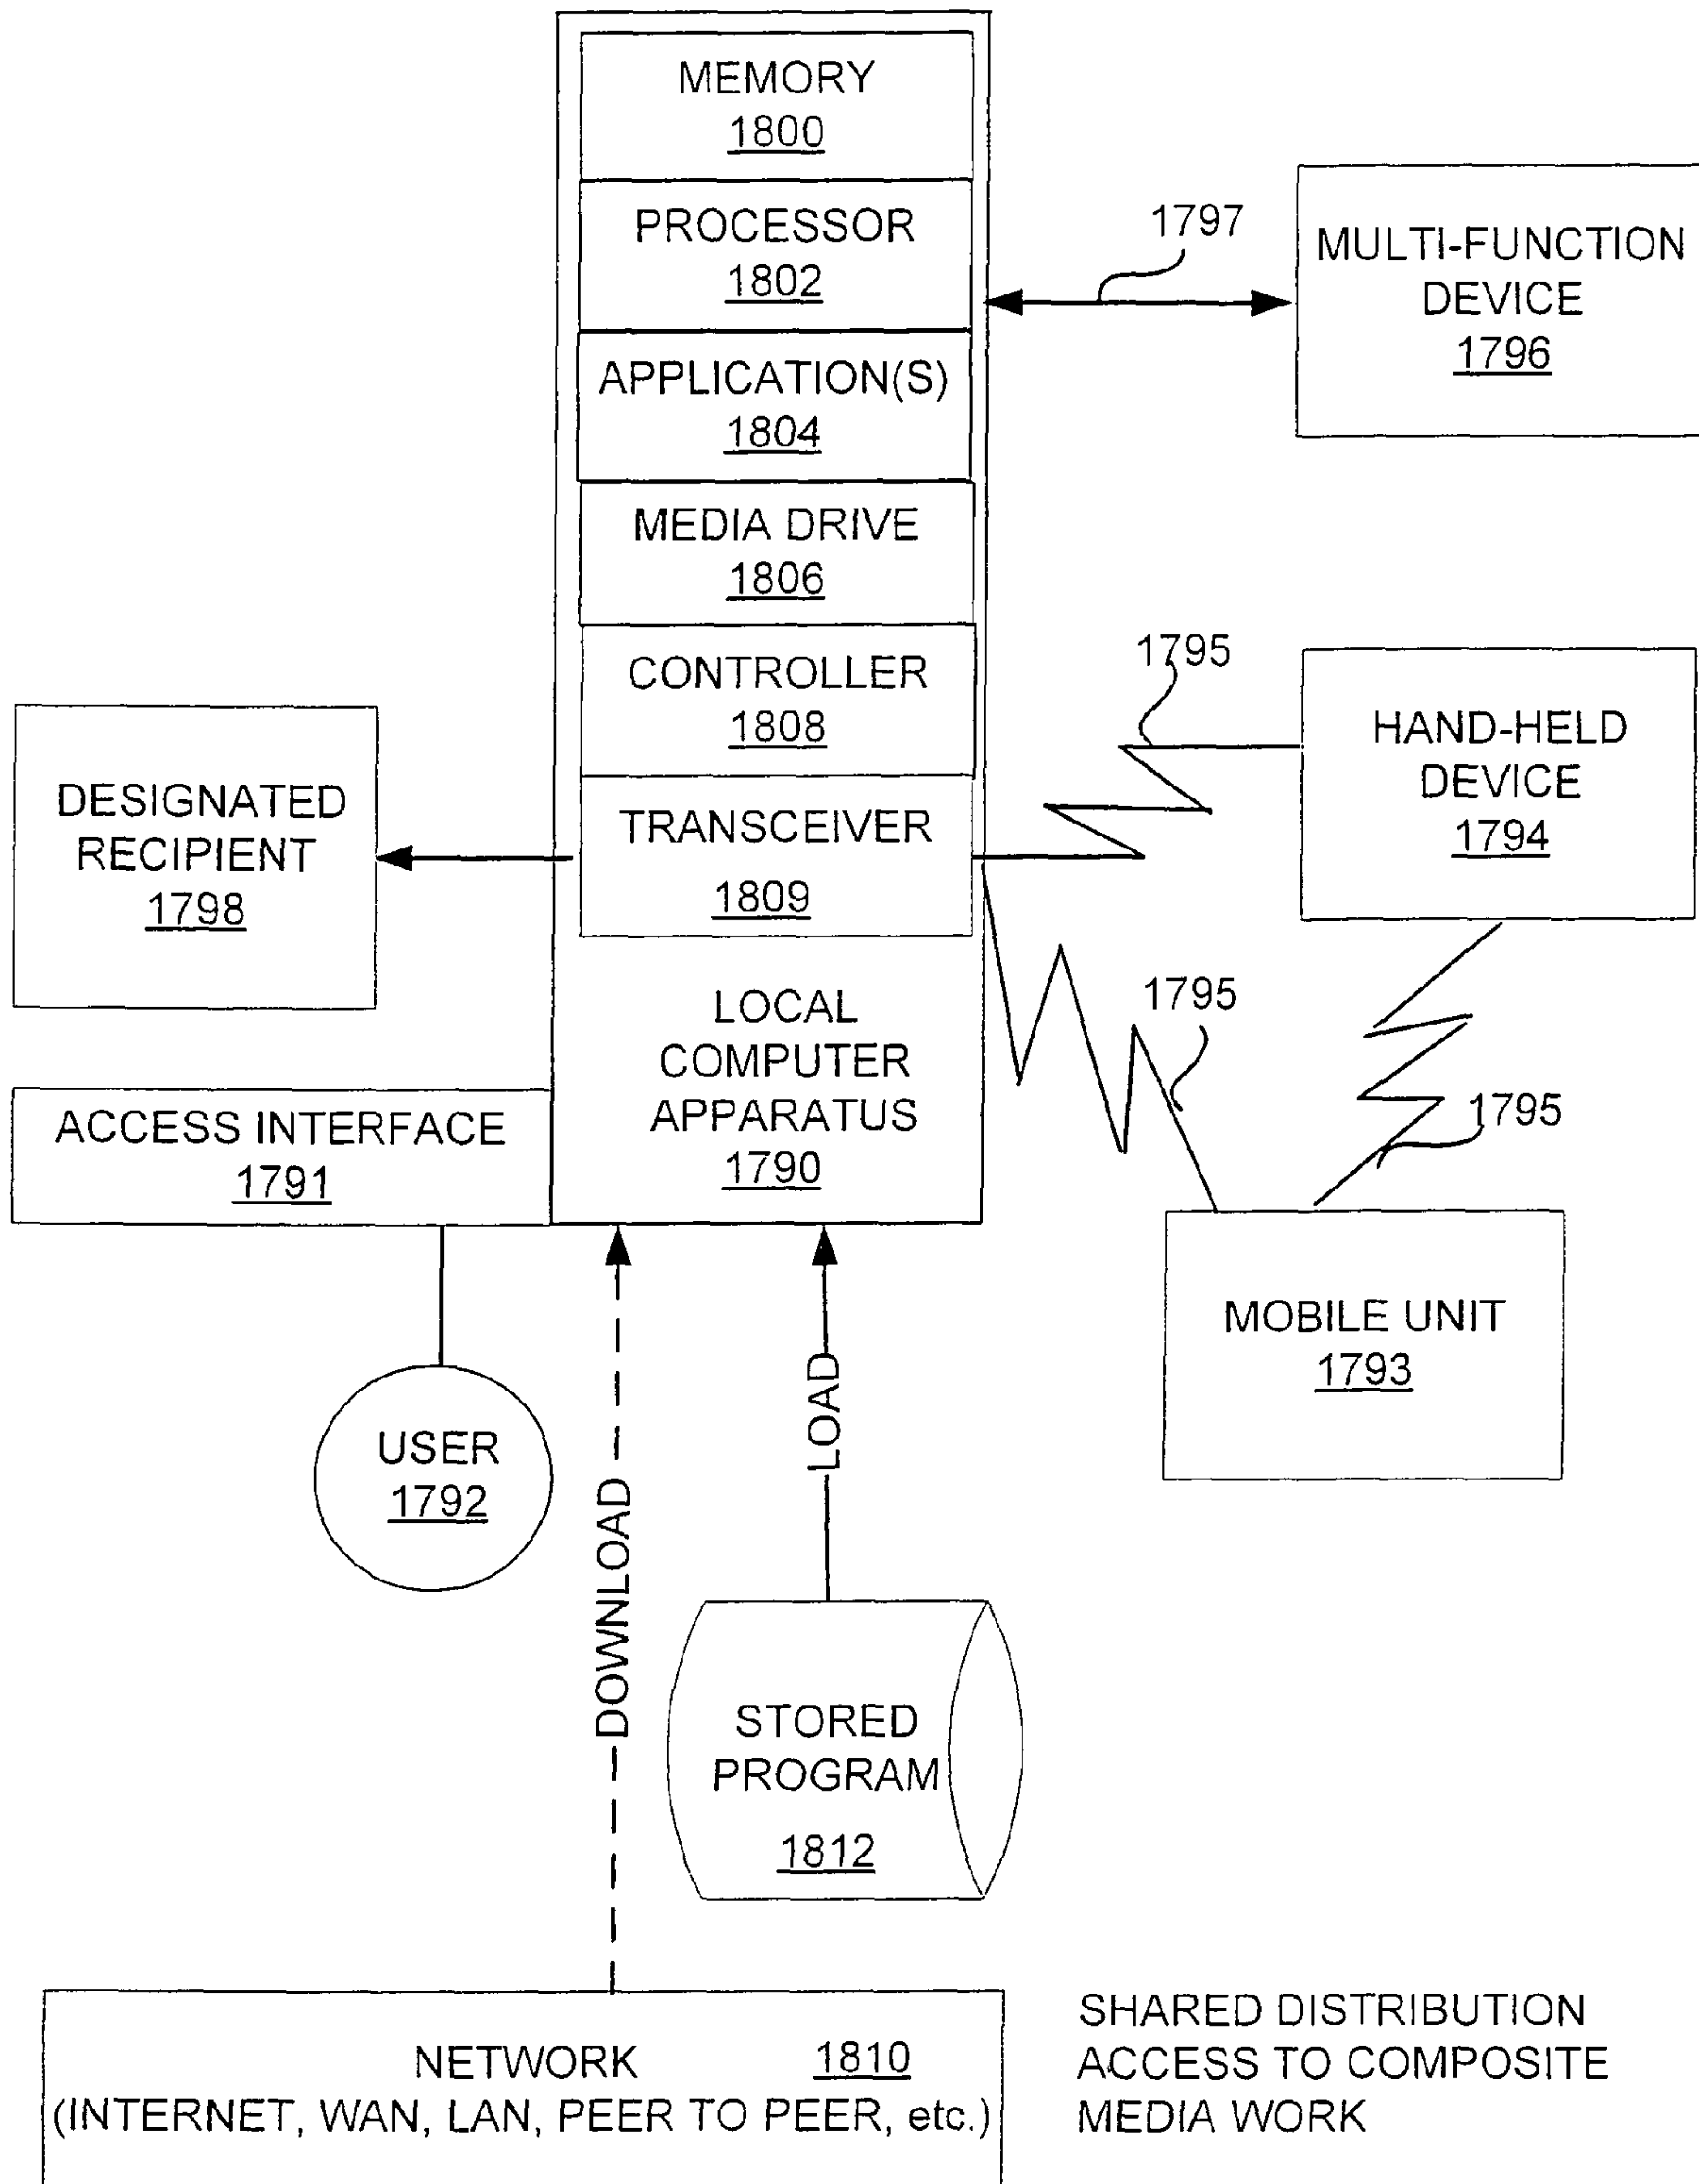 MEMORY
1800
PROCESSOR
1802
APPLICATION(S)
1804
MEDIA DRIVE
1806
CONTROLLER
1808
TRANSCEIVER
1809
LOCAL
COMPUTER
APPARATUS
1790
1797
MULTI-FUNCTION
DEVICE
1796
1795
HAND-HELD
DEVICE
1794
DESIGNATED
RECIPIENT
1798
1795
1795
ACCESS INTERFACE
1791
MOBILE UNIT
1793
USER
1792
DOWNLOAD
LOAD
STORED
PROGRAM
1812
NETWORK 1810
(INTERNET, WAN, LAN, PEER TO PEER, etc.)
SHARED DISTRIBUTION
ACCESS TO COMPOSITE
MEDIA WORK